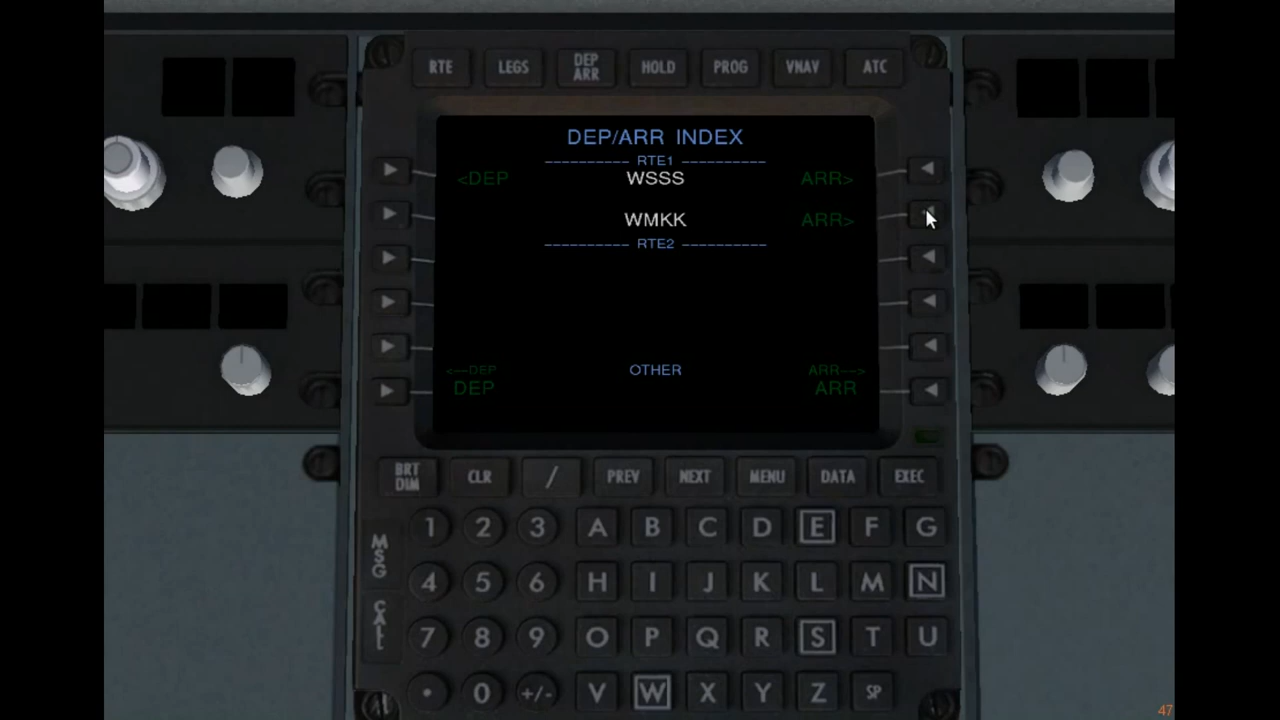 RTE LEGS DEP ARR HOLD PROG VNAV ATC
DEP/ARR INDEX
---------- RTE1 ----------
<DEP WSSS ARR>
WMKK ARR>
---------- RTE2 ----------
<--DEP OTHER ARR-->
DEP ARR
BRT DIM CLR / PREV NEXT MENU DATA EXEC
1 2 3 A B C D E F G
MSG
4 5 6 H I J K L M N
CALL
7 8 9 O P Q R L S T U
. 0 +/- V W X Y Z SP
47